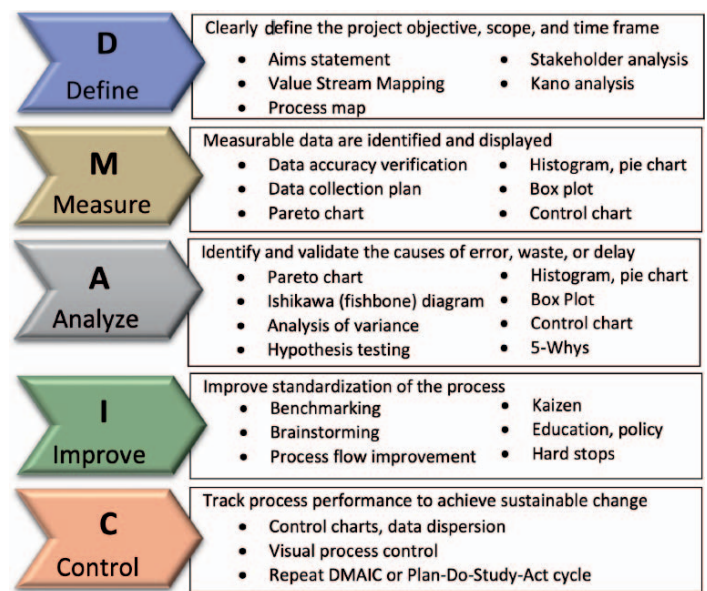 D
Define
Clearly define the project objective, scope, and time frame
• Aims statement
• Value Stream Mapping
• Process map
• Stakeholder analysis
• Kano analysis
M
Measure
Measurable data are identified and displayed
• Data accuracy verification
• Data collection plan
• Pareto chart
• Histogram, pie chart
• Box plot
• Control chart
A
Analyze
Identify and validate the causes of error, waste, or delay
• Pareto chart
• Ishikawa (fishbone) diagram
• Analysis of variance
• Hypothesis testing
• Histogram, pie chart
• Box Plot
• Control chart
• 5-Whys
I
Improve
Improve standardization of the process
• Benchmarking
• Brainstorming
• Process flow improvement
• Kaizen
• Education, policy
• Hard stops
C
Control
Track process performance to achieve sustainable change
• Control charts, data dispersion
• Visual process control
• Repeat DMAIC or Plan-Do-Study-Act cycle